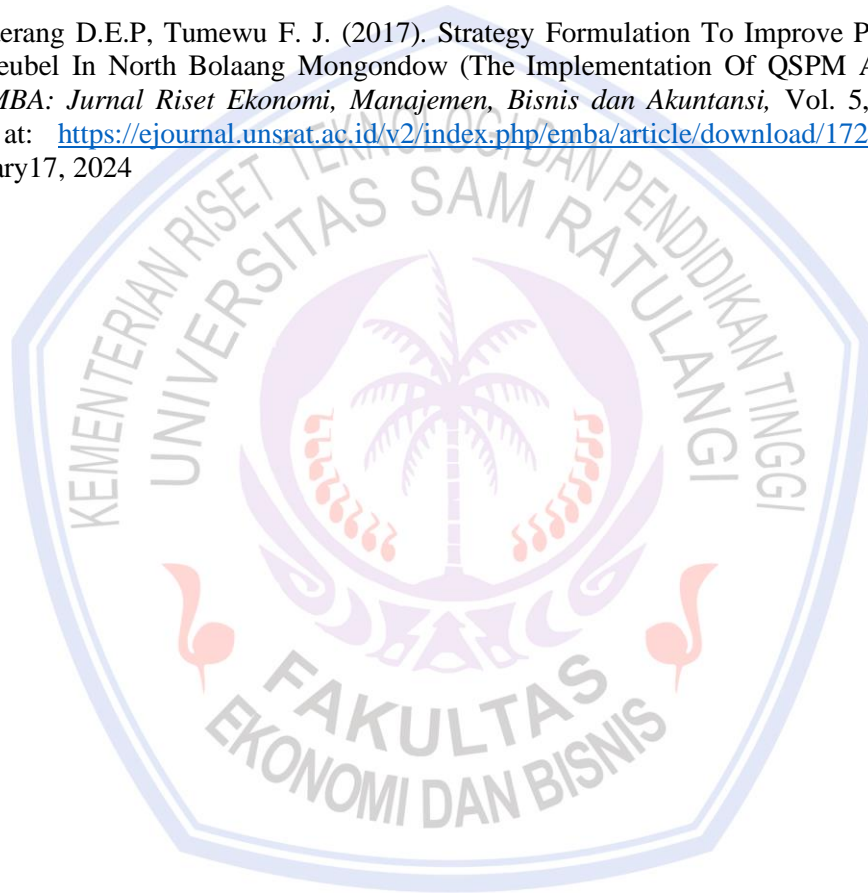 erang D.E.P, Tumewu F. J. (2017). Strategy Formulation To Improve P
eubel In North Bolaang Mongondow (The Implementation Of QSPM A
MBA: Jurnal Riset Ekonomi, Manajemen, Bisnis dan Akuntansi, Vol. 5,
at: https://ejournal.unsrat.ac.id/v2/index.php/emba/article/download/172
ary17, 2024
KEMENTERIAN RISET TEKNOLOGI DAN PENDIDIKAN TINGGI
UNIVERSITAS SAM RATULANGI
FAKULTAS
EKONOMI DAN BISNIS